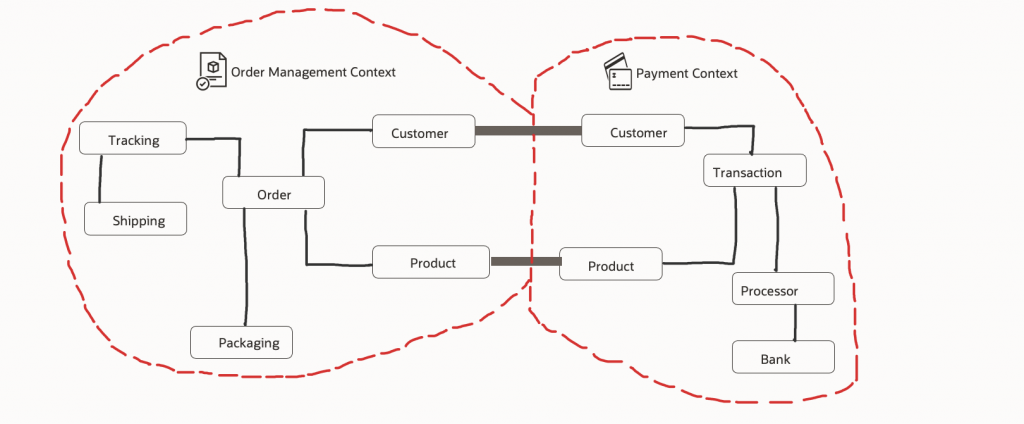 Order Management Context
Payment Context
Tracking
Customer
Customer
Transaction
Order
Shipping
Product
Product
Processor
Packaging
Bank